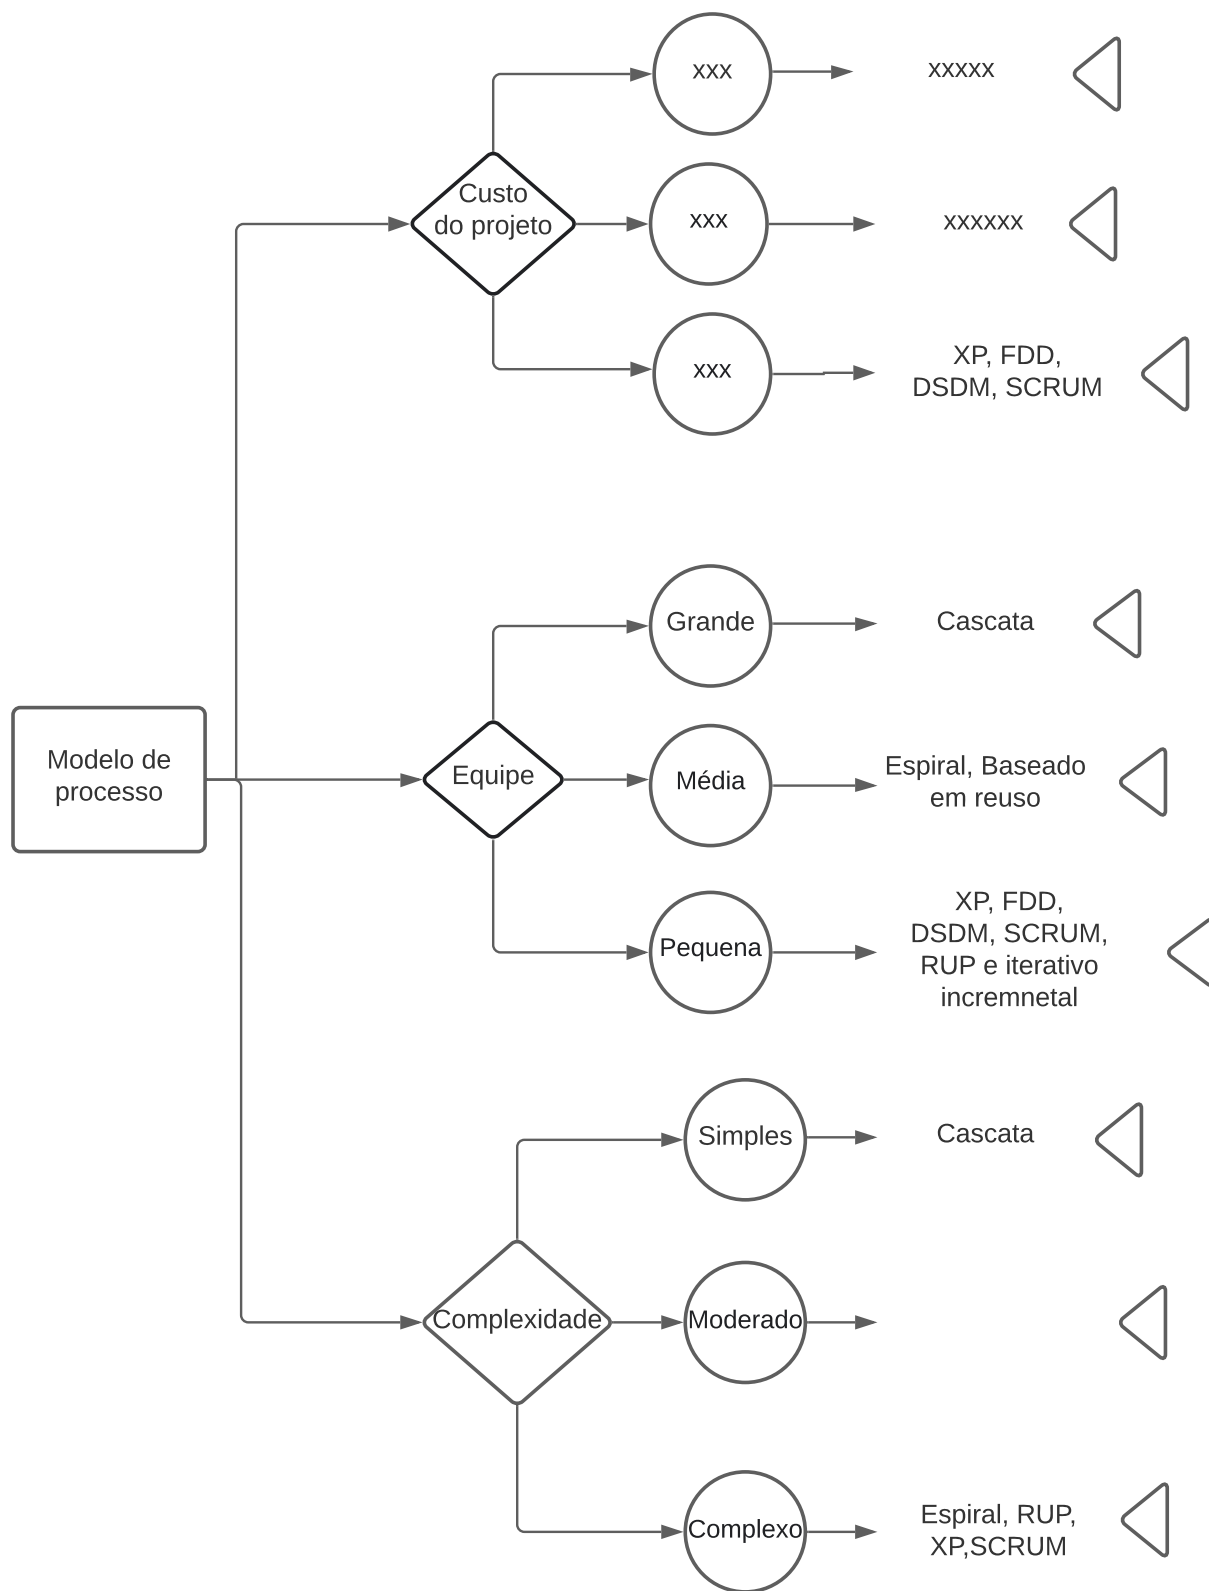 xxx
xxxxx
Custo
do projeto
xxx
xxxxxx
xxx
XP, FDD,
DSDM, SCRUM
Grande
Cascata
Modelo de
processo
Equipe
Média
Espiral, Baseado
em reuso
Pequena
XP, FDD,
DSDM, SCRUM,
RUP e iterativo
incremnetal
Simples
Cascata
Complexidade
Moderado
Complexo
Espiral, RUP,
XP,SCRUM